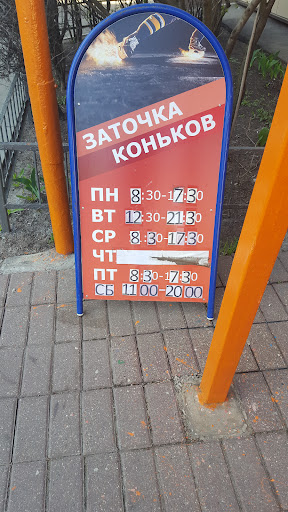 ЗАТОЧКА
КОНЬКОВ
ПН 8:30-17:30
ВТ 12:30-21:30
СР 8:30-17:30
ЧТ
ПТ 8:30-17:30
СБ 11 00-20 00